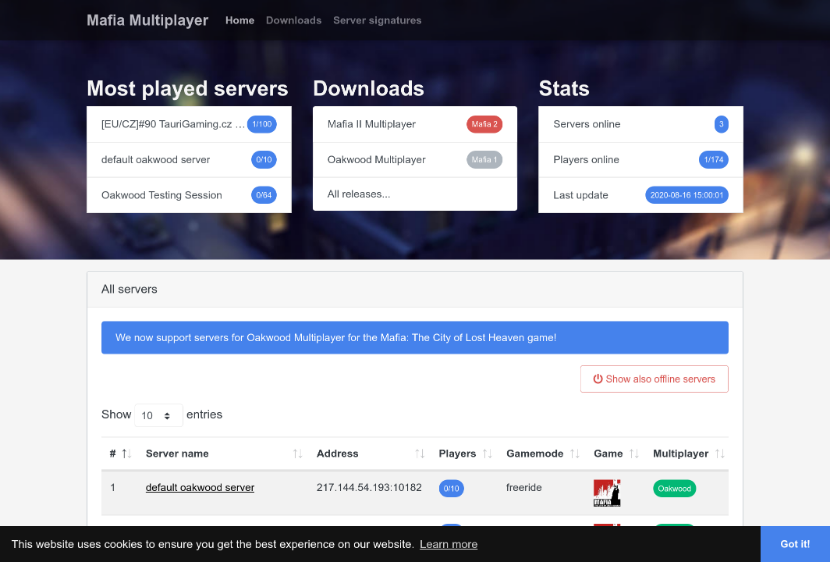 Mafia Multiplayer Home Downloads Server signatures
Most played servers
[EU/CZ]#90 TauriGaming.cz ... 1/100
default oakwood server 0/10
Oakwood Testing Session 0/64
Downloads
Mafia II Multiplayer Mafia 2
Oakwood Multiplayer Mafia 1
All releases...
Stats
Servers online 3
Players online 1/174
Last update 2020-08-16 15:00:01
All servers
We now support servers for Oakwood Multiplayer for the Mafia: The City of Lost Heaven game!
Show also offline servers
Show 10 entries
# Server name Address Players Gamemode Game Multiplayer
1 default oakwood server 217.144.54.193:10182 0/10 freeride MAFIA Oakwood
This website uses cookies to ensure you get the best experience on our website. Learn more Got it!